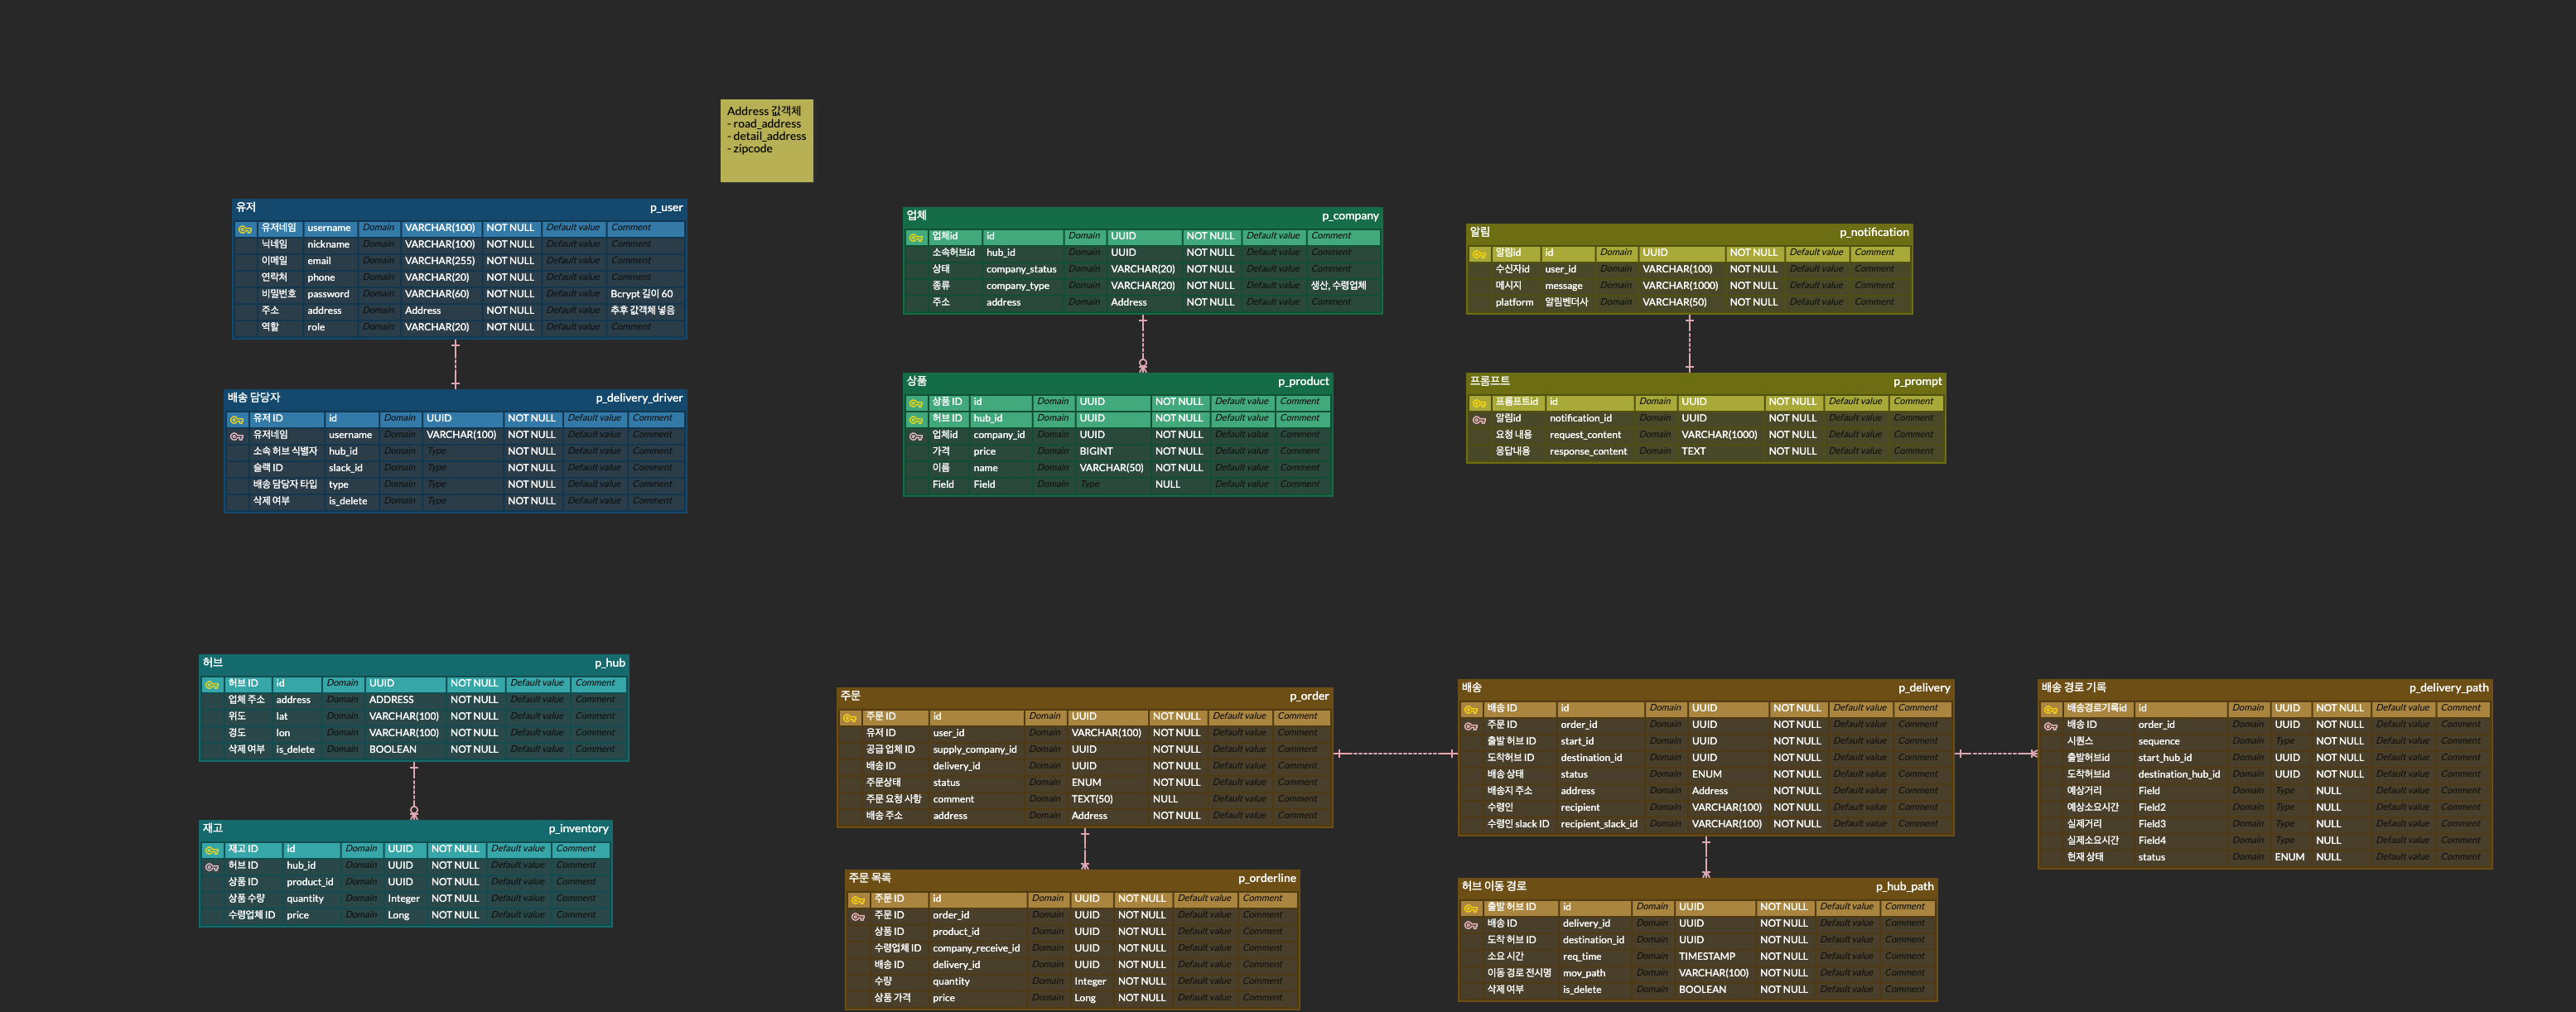 Address 값객체
- road_address
- detail_address
- zipcode
유저 p_user
유저네임 username Domain VARCHAR(100) NOT NULL Default value Comment
닉네임 nickname Domain VARCHAR(100) NOT NULL Default value Comment
이메일 email Domain VARCHAR(255) NOT NULL Default value Comment
연락처 phone Domain VARCHAR(20) NOT NULL Default value Comment
비밀번호 password Domain VARCHAR(60) NOT NULL Default value Bcrypt 길이 60
주소 address Domain Address NOT NULL Default value 추후 값객체 넣음
역할 role Domain VARCHAR(20) NOT NULL Default value Comment
배송 담당자 p_delivery_driver
유저 ID id Domain UUID NOT NULL Default value Comment
유저네임 username Domain VARCHAR(100) NOT NULL Default value Comment
소속 허브 식별자 hub_id Domain Type NOT NULL Default value Comment
슬랙 ID slack_id Domain Type NOT NULL Default value Comment
배송 담당자 타입 type Domain Type NOT NULL Default value Comment
삭제 여부 is_delete Domain Type NOT NULL Default value Comment
업체 p_company
업체id id Domain UUID NOT NULL Default value Comment
소속허브id hub_id Domain UUID NOT NULL Default value Comment
상태 company_status Domain VARCHAR(20) NOT NULL Default value Comment
종류 company_type Domain VARCHAR(20) NOT NULL Default value 생산, 수령업체
주소 address Domain Address NOT NULL Default value Comment
상품 p_product
상품 ID id Domain UUID NOT NULL Default value Comment
허브 ID hub_id Domain UUID NOT NULL Default value Comment
업체id company_id Domain UUID NOT NULL Default value Comment
가격 price Domain BIGINT NOT NULL Default value Comment
이름 name Domain VARCHAR(50) NOT NULL Default value Comment
Field Field Domain Type NULL Default value Comment
알림 p_notification
알림id id Domain UUID NOT NULL Default value Comment
수신자id user_id Domain VARCHAR(100) NOT NULL Default value Comment
메시지 message Domain VARCHAR(1000) NOT NULL Default value Comment
platform 알림벤더사 Domain VARCHAR(50) NOT NULL Default value Comment
프롬프트 p_prompt
프롬프트id id Domain UUID NOT NULL Default value Comment
알림id notification_id Domain UUID NOT NULL Default value Comment
요청 내용 request_content Domain VARCHAR(1000) NOT NULL Default value Comment
응답내용 response_content Domain TEXT NOT NULL Default value Comment
허브 p_hub
허브 ID id Domain UUID NOT NULL Default value Comment
업체 주소 address Domain ADDRESS NOT NULL Default value Comment
위도 lat Domain VARCHAR(100) NOT NULL Default value Comment
경도 lon Domain VARCHAR(100) NOT NULL Default value Comment
삭제 여부 is_delete Domain BOOLEAN NOT NULL Default value Comment
재고 p_inventory
재고 ID id Domain UUID NOT NULL Default value Comment
허브 ID hub_id Domain UUID NOT NULL Default value Comment
상품 ID product_id Domain UUID NOT NULL Default value Comment
상품 수량 quantity Domain Integer NOT NULL Default value Comment
수령업체 ID price Domain Long NOT NULL Default value Comment
주문 p_order
주문 ID id Domain UUID NOT NULL Default value Comment
유저 ID user_id Domain VARCHAR(100) NOT NULL Default value Comment
공급 업체 ID supply_company_id Domain UUID NOT NULL Default value Comment
배송 ID delivery_id Domain UUID NOT NULL Default value Comment
주문상태 status Domain ENUM NOT NULL Default value Comment
주문 요청 사항 comment Domain TEXT(50) NULL Default value Comment
배송 주소 address Domain Address NOT NULL Default value Comment
주문 목록 p_orderline
주문 ID id Domain UUID NOT NULL Default value Comment
주문 ID order_id Domain UUID NOT NULL Default value Comment
상품 ID product_id Domain UUID NOT NULL Default value Comment
수령업체 ID company_receive_id Domain UUID NOT NULL Default value Comment
배송 ID delivery_id Domain UUID NOT NULL Default value Comment
수량 quantity Domain Integer NOT NULL Default value Comment
상품 가격 price Domain Long NOT NULL Default value Comment
배송 p_delivery
배송 ID id Domain UUID NOT NULL Default value Comment
주문 ID order_id Domain UUID NOT NULL Default value Comment
출발 허브 ID start_id Domain UUID NOT NULL Default value Comment
도착허브 ID destination_id Domain UUID NOT NULL Default value Comment
배송 상태 status Domain ENUM NOT NULL Default value Comment
배송지 주소 address Domain Address NOT NULL Default value Comment
수령인 recipient Domain VARCHAR(100) NOT NULL Default value Comment
수령인 slack ID recipient_slack_id Domain VARCHAR(100) NOT NULL Default value Comment
허브 이동 경로 p_hub_path
출발 허브 ID id Domain UUID NOT NULL Default value Comment
배송 ID delivery_id Domain UUID NOT NULL Default value Comment
도착 허브 ID destination_id Domain UUID NOT NULL Default value Comment
소요 시간 req_time Domain TIMESTAMP NOT NULL Default value Comment
이동 경로 전시명 mov_path Domain VARCHAR(100) NOT NULL Default value Comment
삭제 여부 is_delete Domain BOOLEAN NOT NULL Default value Comment
배송 경로 기록 p_delivery_path
배송경로기록id id Domain UUID NOT NULL Default value Comment
배송 ID order_id Domain UUID NOT NULL Default value Comment
시퀀스 sequence Domain Type NOT NULL Default value Comment
출발허브id start_hub_id Domain UUID NOT NULL Default value Comment
도착허브id destination_hub_id Domain UUID NOT NULL Default value Comment
예상거리 Field Domain Type NULL Default value Comment
예상소요시간 Field2 Domain Type NULL Default value Comment
실제거리 Field3 Domain Type NULL Default value Comment
실제소요시간 Field4 Domain Type NULL Default value Comment
현재 상태 status Domain ENUM NULL Default value Comment